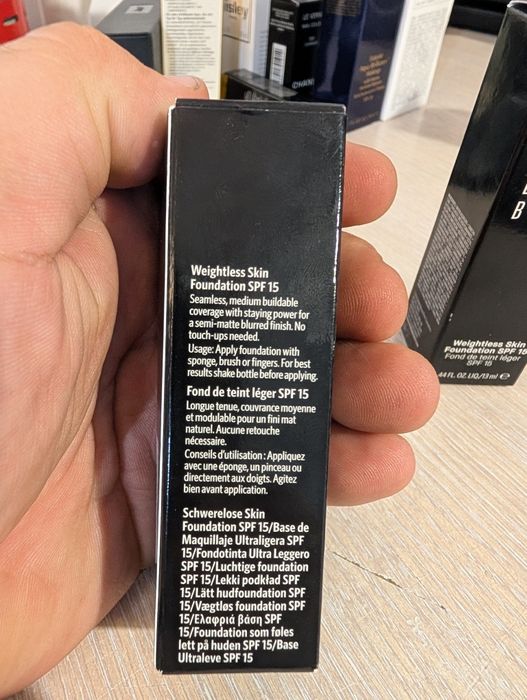 isley
Weightless Skin
Foundation SPF 15
Seamless, medium buildable
coverage with staying power for
a semi-matte blurred finish. No
touch-ups needed.
Usage: Apply foundation with
sponge, brush or fingers. For best
results shake bottle before applying.
Fond de teint léger SPF 15
Longue tenue, couvrance moyenne
et modulable pour un fini mat
naturel. Aucune retouche
nécessaire.
Conseils d'utilisation : Appliquez
avec une éponge, un pinceau ou
directement aux doigts. Agitez
bien avant application.
Schwerelose Skin
Foundation SPF 15/Base de
Maquillaje Ultraligera SPF
15/Fondotinta Ultra Leggero
SPF 15/Luchtige foundation
SPF 15/Lekki podkład SPF
15/Lätt hudfoundation SPF
15/Vægtløs foundation SPF
15/Ελαφριά βάση SPF
15/Foundation som føles
lett på huden SPF 15/Base
Ultraleve SPF 15
B
Weightless Skin
Foundation SPF 15
Fond de teint léger
SPF 15
.44 FL. OZ. LIQ./13 ml ℮